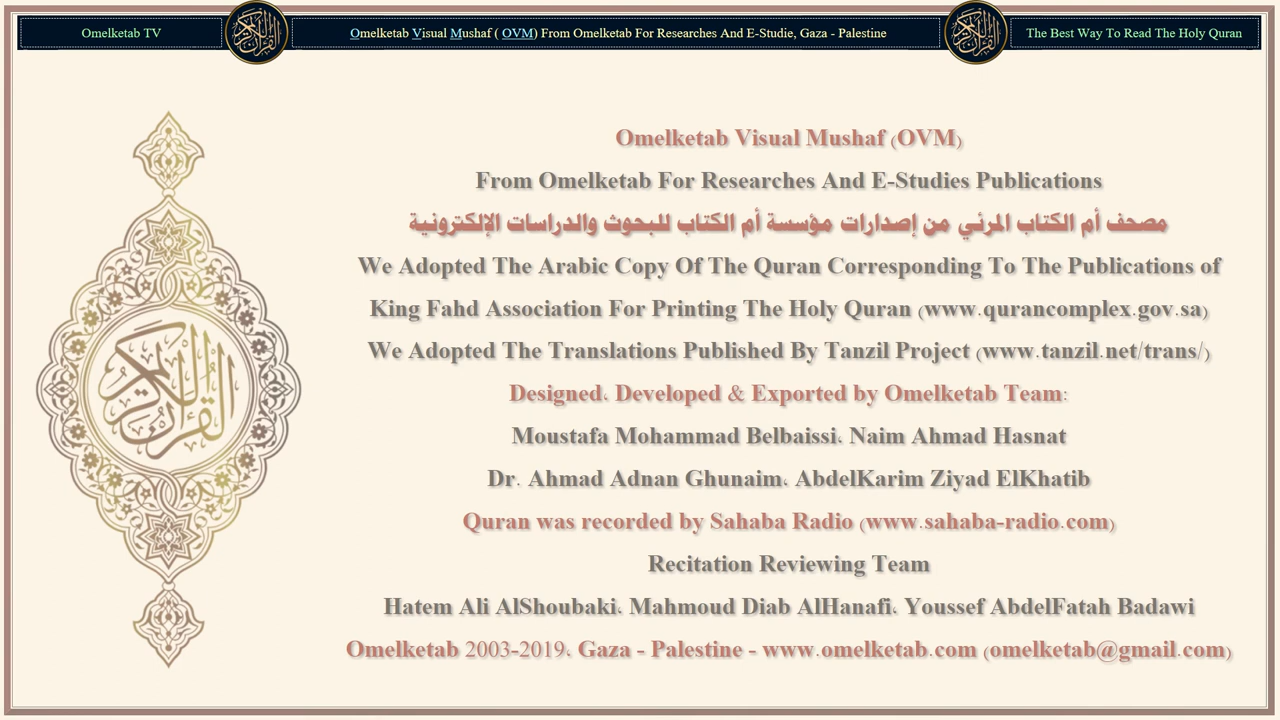 Omelketab TV
Omelketab Visual Mushaf ( OVM) From Omelketab For Researches And E-Studie, Gaza - Palestine
The Best Way To Read The Holy Quran
Omelketab Visual Mushaf (OVM)
From Omelketab For Researches And E-Studies Publications
مصحف أم الكتاب المرئي من إصدارات مؤسسة أم الكتاب للبحوث والدراسات الإلكترونية
We Adopted The Arabic Copy Of The Quran Corresponding To The Publications of
King Fahd Association For Printing The Holy Quran (www.qurancomplex.gov.sa)
We Adopted The Translations Published By Tanzil Project (www.tanzil.net/trans/)
Designed، Developed & Exported by Omelketab Team:
Moustafa Mohammad Belbaissi، Naim Ahmad Hasnat
Dr. Ahmad Adnan Ghunaim، AbdelKarim Ziyad ElKhatib
Quran was recorded by Sahaba Radio (www.sahaba-radio.com)
Recitation Reviewing Team
Hatem Ali AlShoubaki، Mahmoud Diab AlHanafi، Youssef AbdelFatah Badawi
Omelketab 2003-2019، Gaza - Palestine - www.omelketab.com (omelketab@gmail.com)
القرآن الكريم